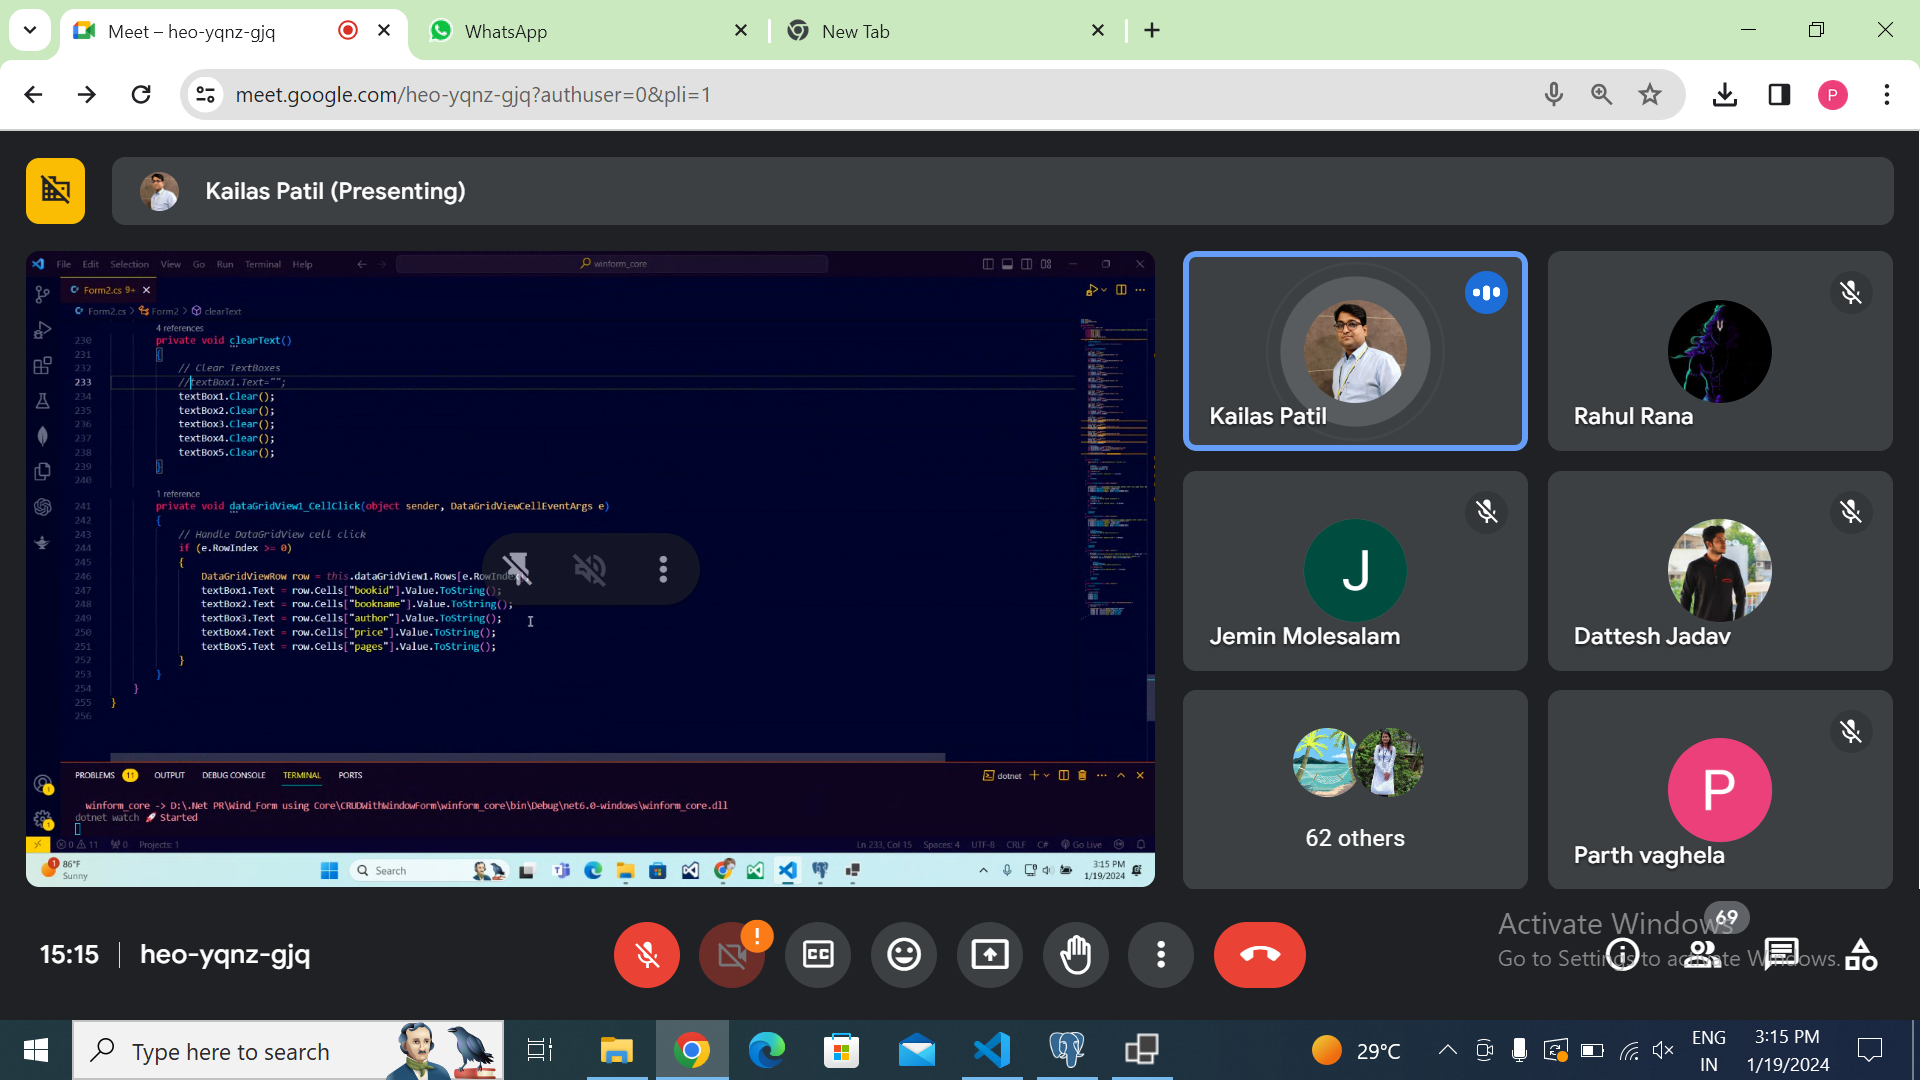 Meet – heo-yqnz-gjq
WhatsApp
New Tab
meet.google.com/heo-yqnz-gjq?authuser=0&pli=1
P
Kailas Patil (Presenting)
File Edit Selection View Go Run Terminal Help
winform_core
Form2.cs 9+
Form2.cs > Form2 > clearText
4 references
230 private void clearText()
231 {
232 // Clear TextBoxes
233 //textBox1.Text="";
234 textBox1.Clear();
235 textBox2.Clear();
236 textBox3.Clear();
237 textBox4.Clear();
238 textBox5.Clear();
239 }
240
1 reference
241 private void dataGridView1_CellClick(object sender, DataGridViewCellEventArgs e)
242 {
243 // Handle DataGridView cell click
244 if (e.RowIndex >= 0)
245 {
246 DataGridViewRow row = this.dataGridView1.Rows[e.RowIndex
247 textBox1.Text = row.Cells["bookid"].Value.ToString();
248 textBox2.Text = row.Cells["bookname"].Value.ToString();
249 textBox3.Text = row.Cells["author"].Value.ToString();
250 textBox4.Text = row.Cells["price"].Value.ToString();
251 textBox5.Text = row.Cells["pages"].Value.ToString();
252 }
253 }
254 }
255 }
256
PROBLEMS 11 OUTPUT DEBUG CONSOLE TERMINAL PORTS
dotnet
winform_core -> D:\.Net PR\Wind_Form using Core\CRUDWithWindowForm\winform_core\bin\Debug\net6.0-windows\winform_core.dll
dotnet watch 🚀 Started
0 11 0 Projects: 1
Ln 233, Col 15 Spaces: 4 UTF-8 CRLF C# Go Live
1 86°F
Sunny
Search
3:15 PM
1/19/2024
Kailas Patil
Rahul Rana
J
Jemin Molesalam
Dattesh Jadav
62 others
P
Parth vaghela
15:15 | heo-yqnz-gjq
!
69
Activate Windows
Go to Settings to activate Windows.
Type here to search
29°C
ENG
IN
3:15 PM
1/19/2024